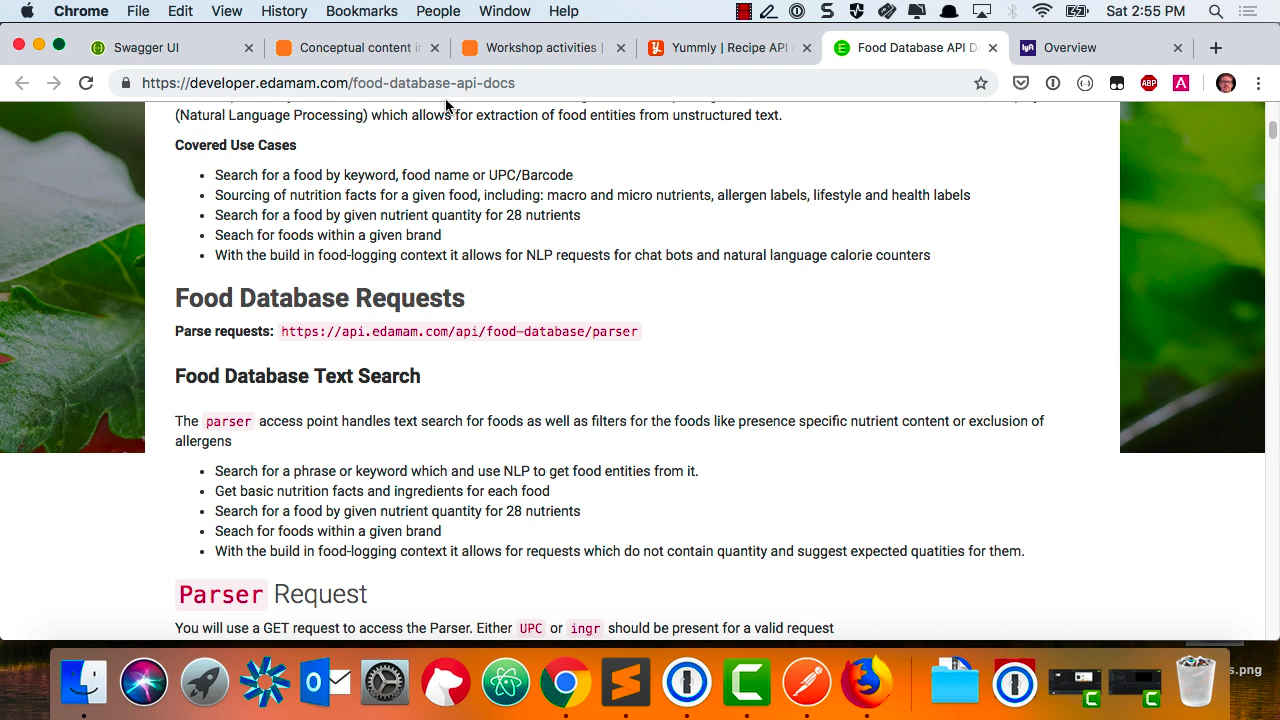 Chrome File Edit View History Bookmarks People Window Help Sat 2:55 PM
Swagger UI Conceptual content i Workshop activities | Yummly | Recipe API Food Database API D Overview
https://developer.edamam.com/food-database-api-docs
(Natural Language Processing) which allows for extraction of food entities from unstructured text.
Covered Use Cases
• Search for a food by keyword, food name or UPC/Barcode
• Sourcing of nutrition facts for a given food, including: macro and micro nutrients, allergen labels, lifestyle and health labels
• Search for a food by given nutrient quantity for 28 nutrients
• Seach for foods within a given brand
• With the build in food-logging context it allows for NLP requests for chat bots and natural language calorie counters
Food Database Requests
Parse requests: https://api.edamam.com/api/food-database/parser
Food Database Text Search
The parser access point handles text search for foods as well as filters for the foods like presence specific nutrient content or exclusion of
allergens
• Search for a phrase or keyword which and use NLP to get food entities from it.
• Get basic nutrition facts and ingredients for each food
• Search for a food by given nutrient quantity for 28 nutrients
• Seach for foods within a given brand
• With the build in food-logging context it allows for requests which do not contain quantity and suggest expected quatities for them.
Parser Request
You will use a GET request to access the Parser. Either UPC or ingr should be present for a valid request
s.png